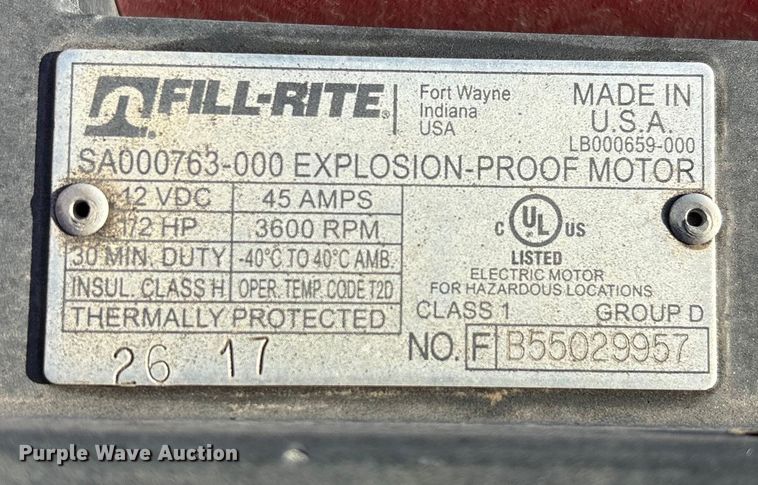 FILL-RITE®
Fort Wayne
Indiana
USA
MADE IN
U.S.A.
LB000659-000
SA000763-000 EXPLOSION-PROOF MOTOR
12 VDC 45 AMPS
1/2 HP 3600 RPM
30 MIN. DUTY -40°C TO 40°C AMB.
INSUL. CLASS H OPER. TEMP. CODE T2D
THERMALLY PROTECTED
C UL US
LISTED
ELECTRIC MOTOR
FOR HAZARDOUS LOCATIONS
CLASS 1 GROUP D
NO. F B55029957
26 17
Purple Wave Auction